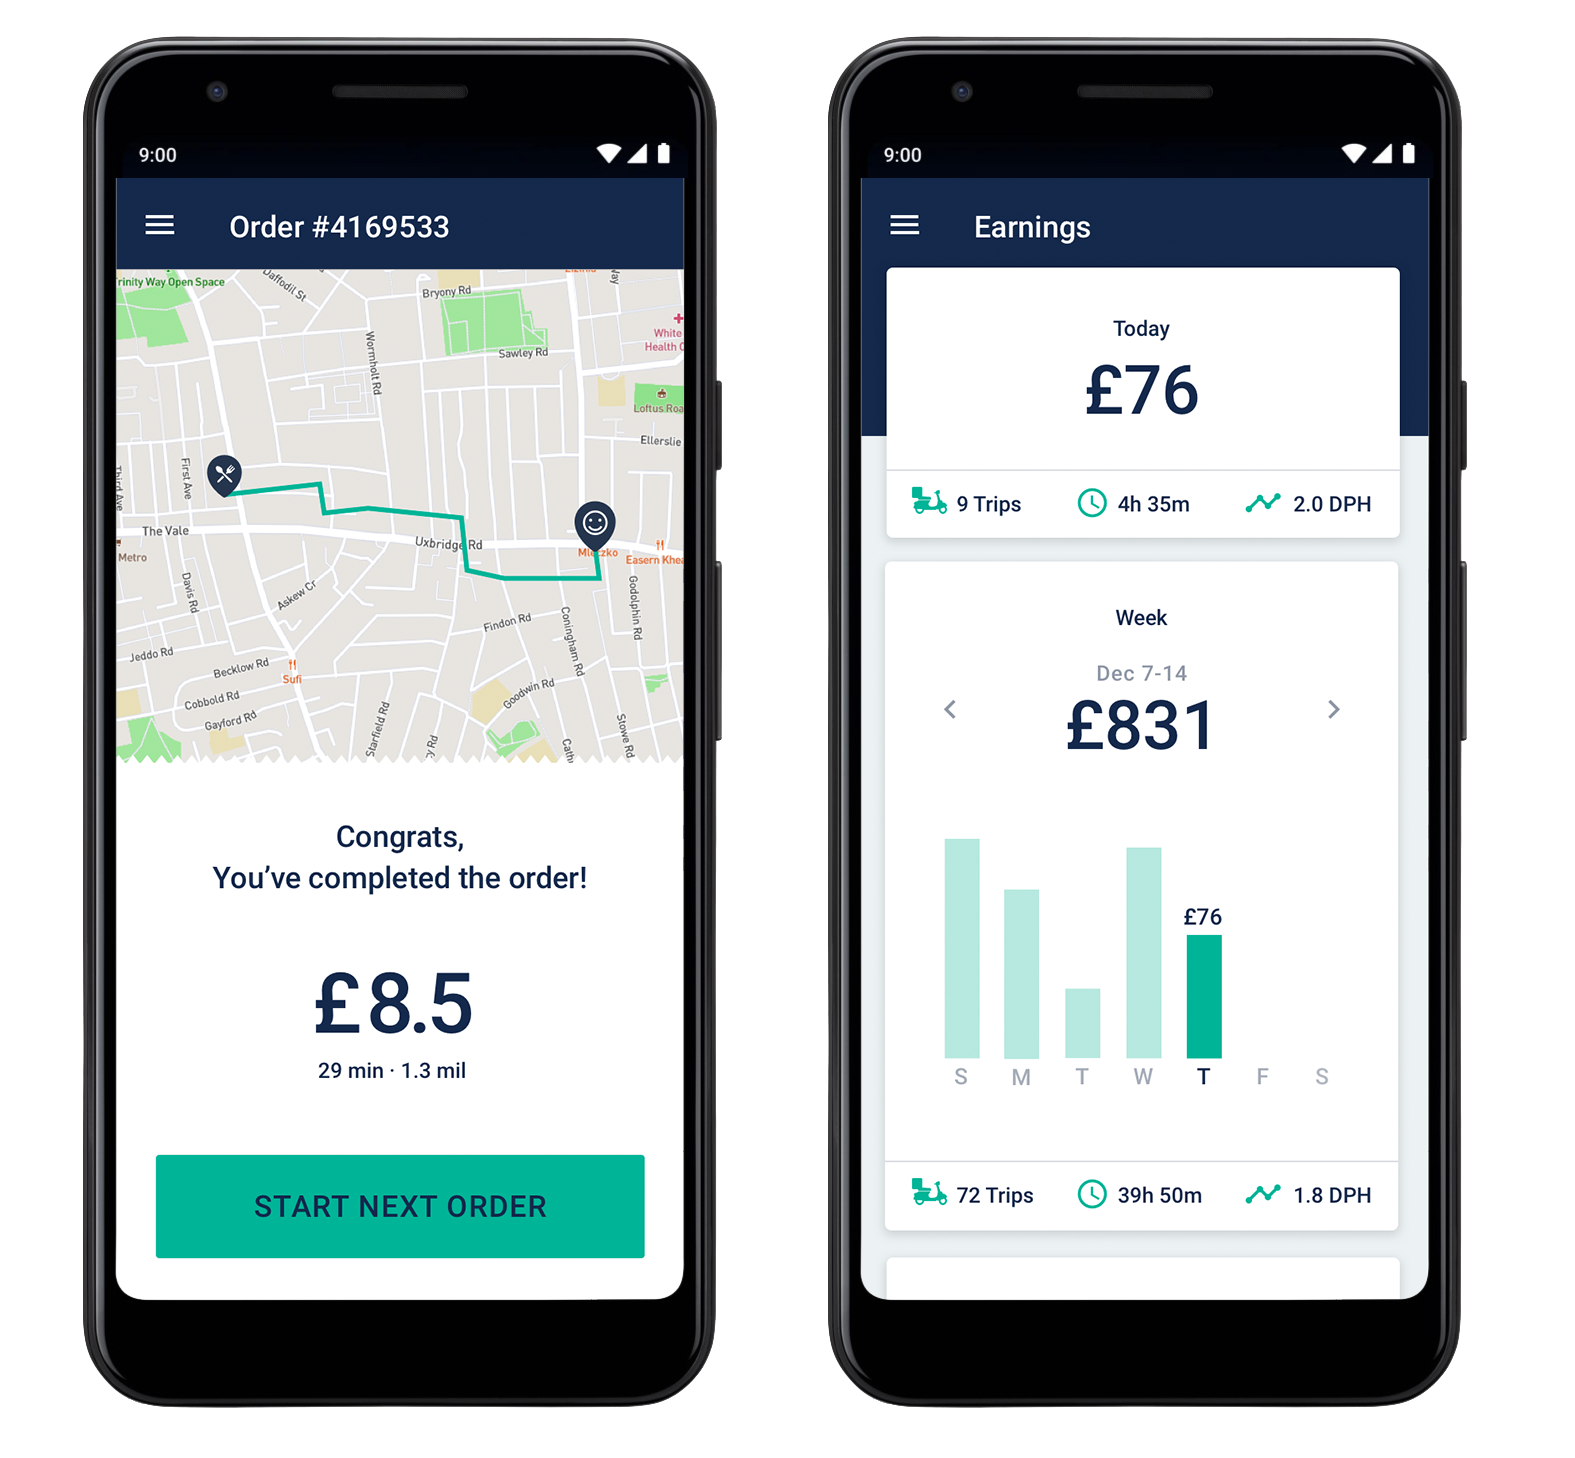 9:00
Order #4169533
Trinity Way Open Space
Daffodil St
Bryony Rd
Wormholt Rd
Sawley Rd
White
Health C
Loftus Roa
Ellerslie
Third Ave
First Ave
The Vale
Uxbridge Rd
Metro
Easern Khea
Davis Rd
Askew Cr
Godolphin Rd
Findon Rd
Coningham Rd
Jeddo Rd
Becklow Rd
Sufi
Cobbold Rd
Gayford Rd
Goodwin Rd
Starfield Rd
y Rd
Stowe Rd
Cath
Congrats,
You've completed the order!
£8.5
29 min · 1.3 mil
START NEXT ORDER
9:00
Earnings
Today
£76
9 Trips 4h 35m 2.0 DPH
Week
Dec 7-14
£831
£76
S M T W T F S
72 Trips 39h 50m 1.8 DPH